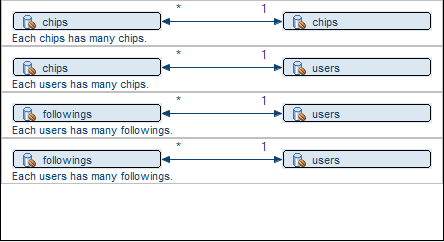 * 1
chips chips
Each chips has many chips.
* 1
chips users
Each users has many chips.
* 1
followings users
Each users has many followings.
* 1
followings users
Each users has many followings.